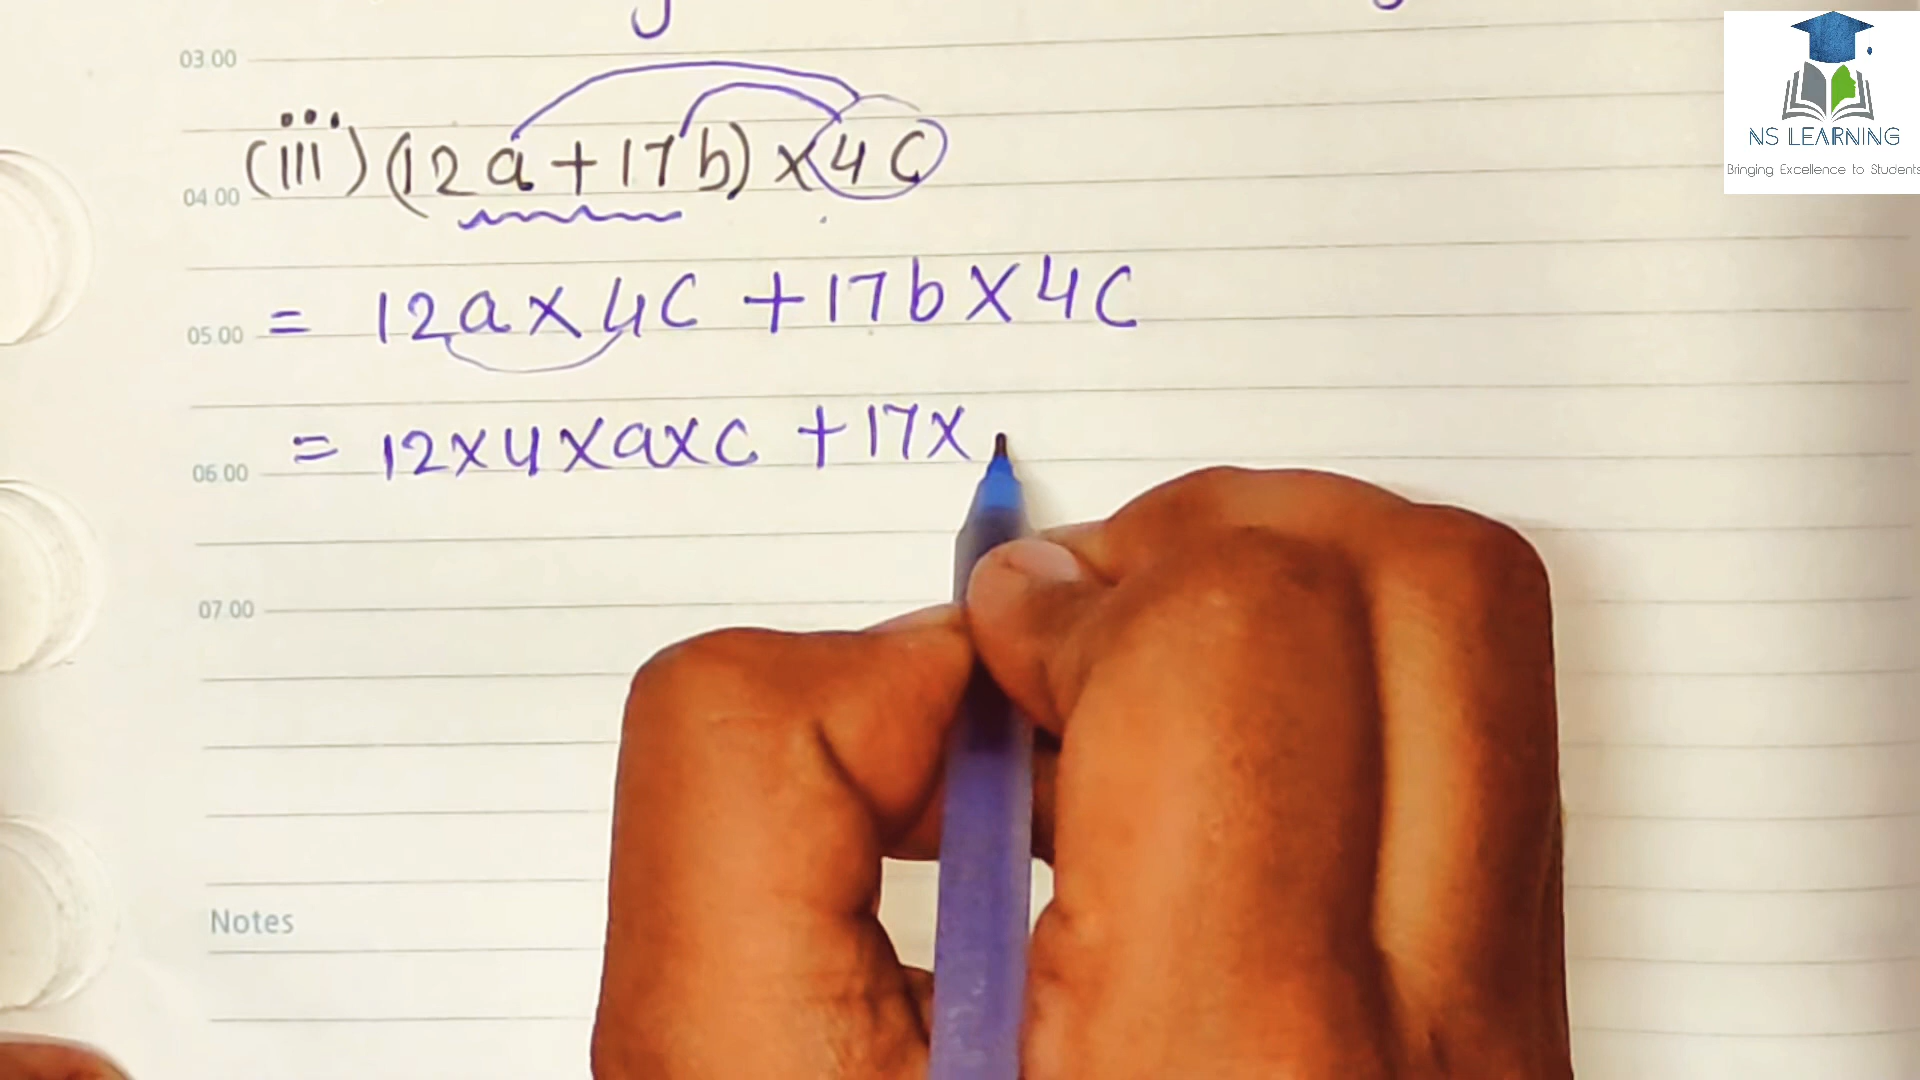 03.00
(iii) (12a+17b)×4C
04.00
= 12a×4C +17b×4C
05.00
= 12×4×a×c +17×
06.00
07.00
Notes
NS LEARNING
Bringing Excellence to Students